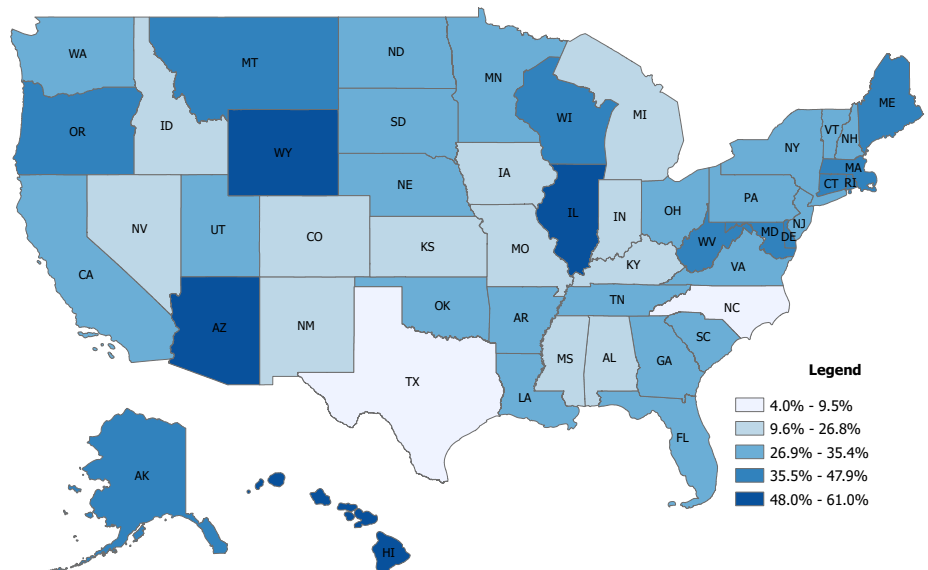 WA
MT
ND
MN
ME
OR
ID
WY
SD
WI
MI
VT
NH
NY
MA
CT RI
NE
IA
IL
IN
OH
PA
NJ
NV
UT
CO
KS
MO
KY
WV
MD
DE
VA
CA
AZ
NM
OK
AR
TN
NC
SC
TX
LA
MS
AL
GA
FL
AK
HI
Legend
4.0% - 9.5%
9.6% - 26.8%
26.9% - 35.4%
35.5% - 47.9%
48.0% - 61.0%